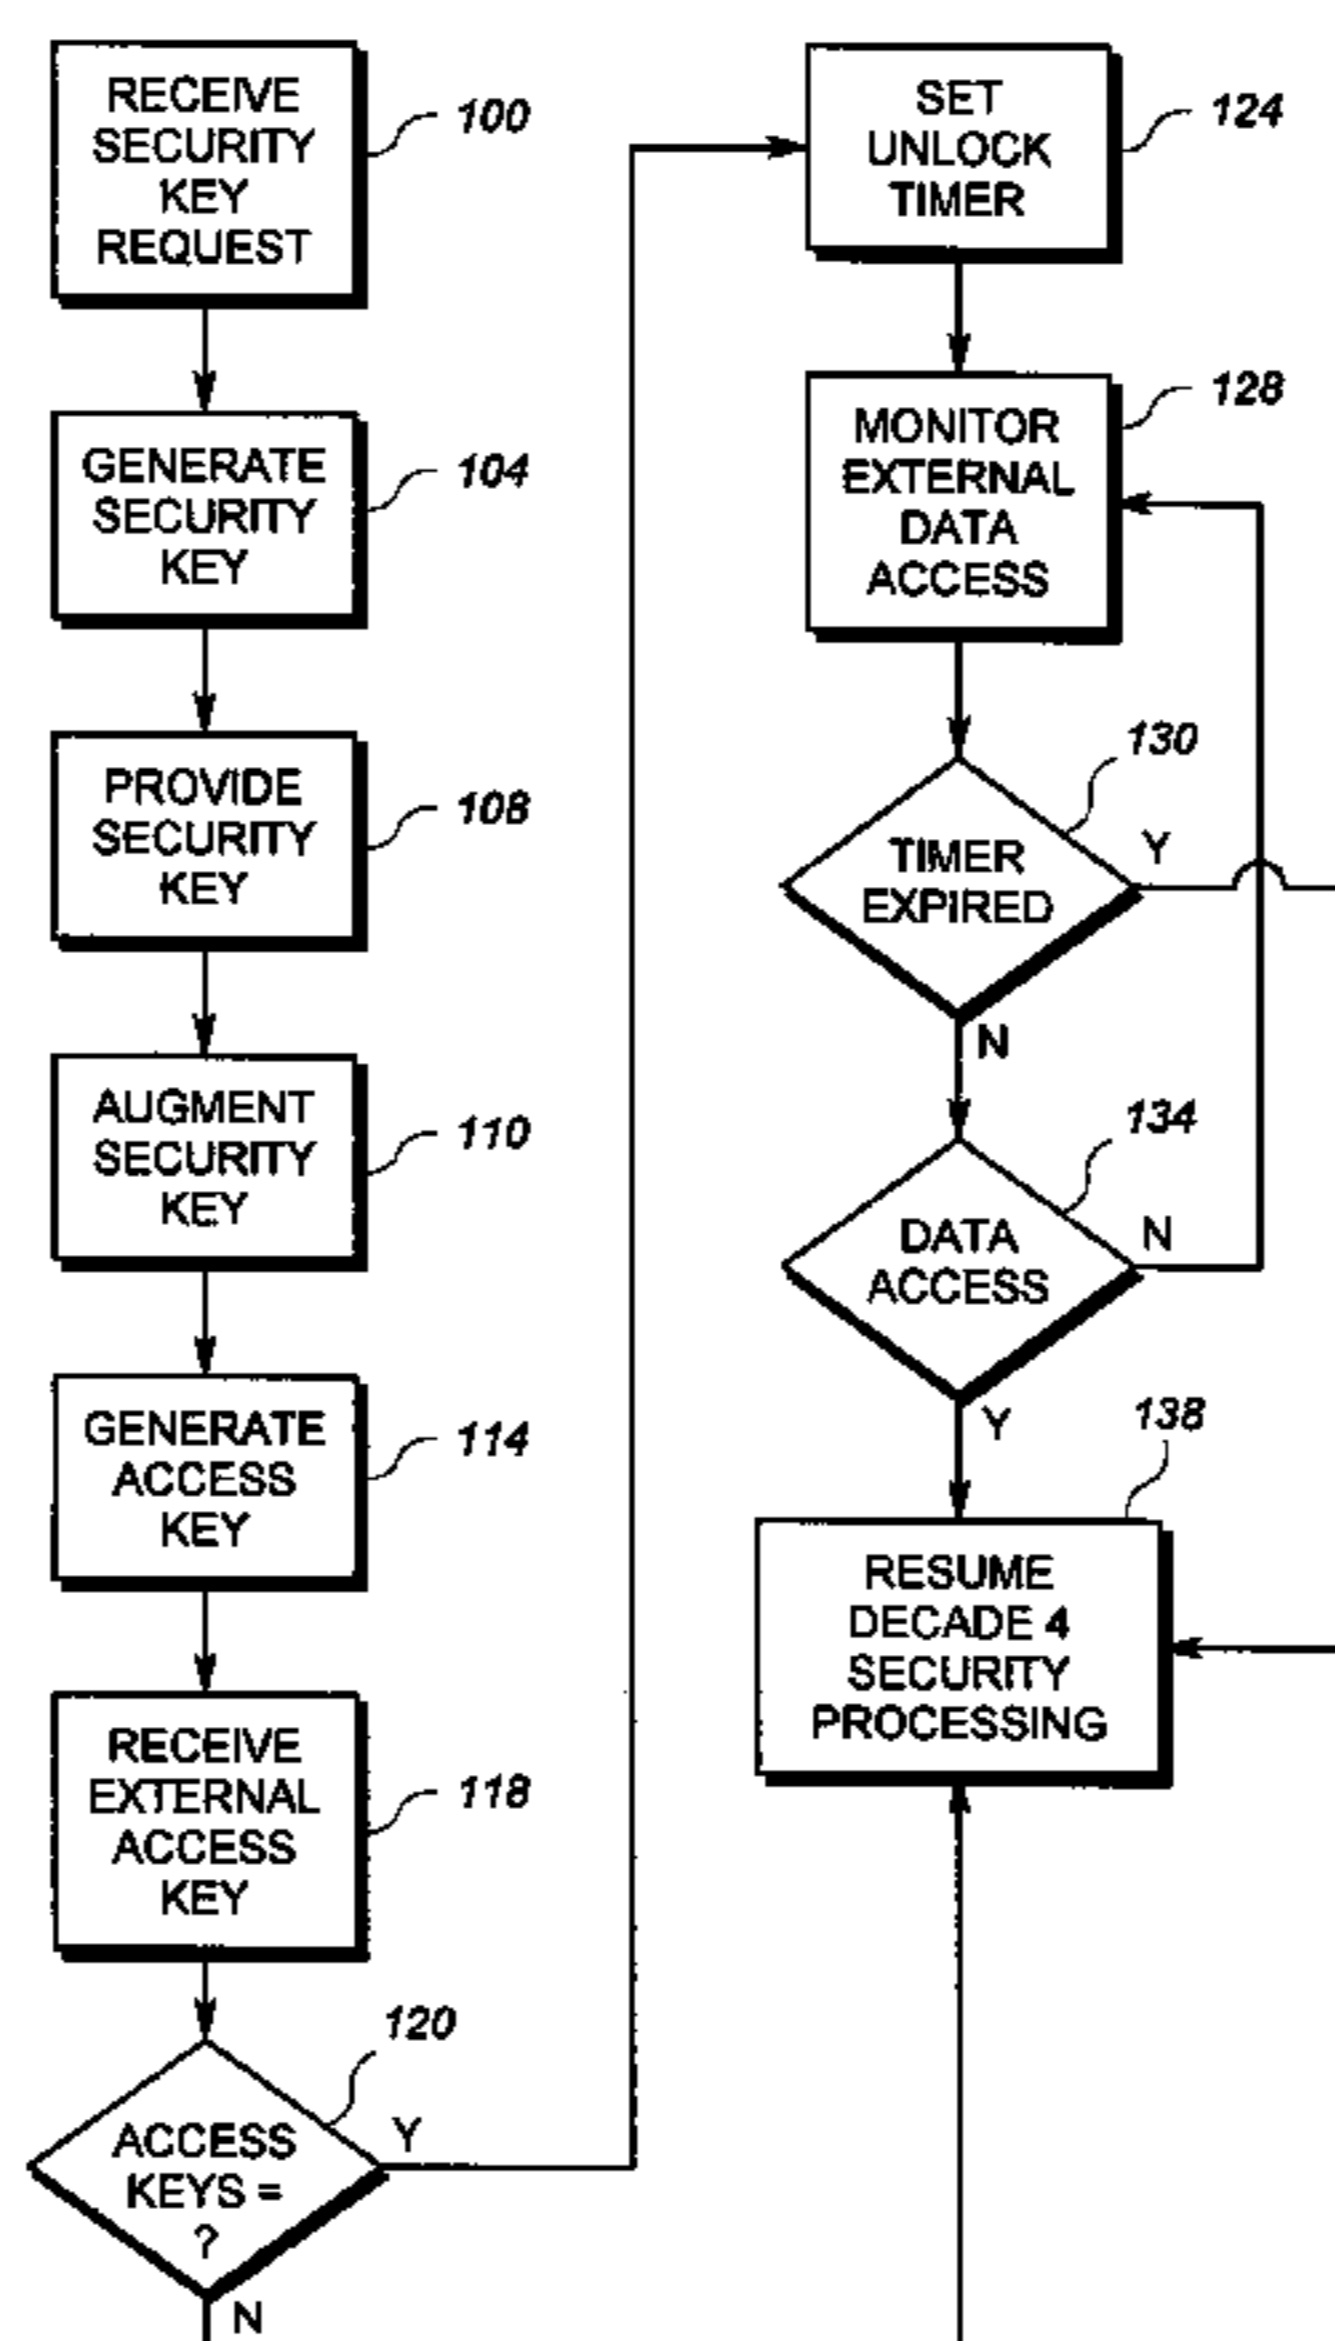 RECEIVE
SECURITY
KEY
REQUEST
100
GENERATE
SECURITY
KEY
104
PROVIDE
SECURITY
KEY
108
AUGMENT
SECURITY
KEY
110
GENERATE
ACCESS
KEY
114
RECEIVE
EXTERNAL
ACCESS
KEY
118
120
ACCESS
KEYS =
?
Y
N
SET
UNLOCK
TIMER
124
MONITOR
EXTERNAL
DATA
ACCESS
128
130
TIMER
EXPIRED
Y
N
134
DATA
ACCESS
N
Y
138
RESUME
DECADE 4
SECURITY
PROCESSING